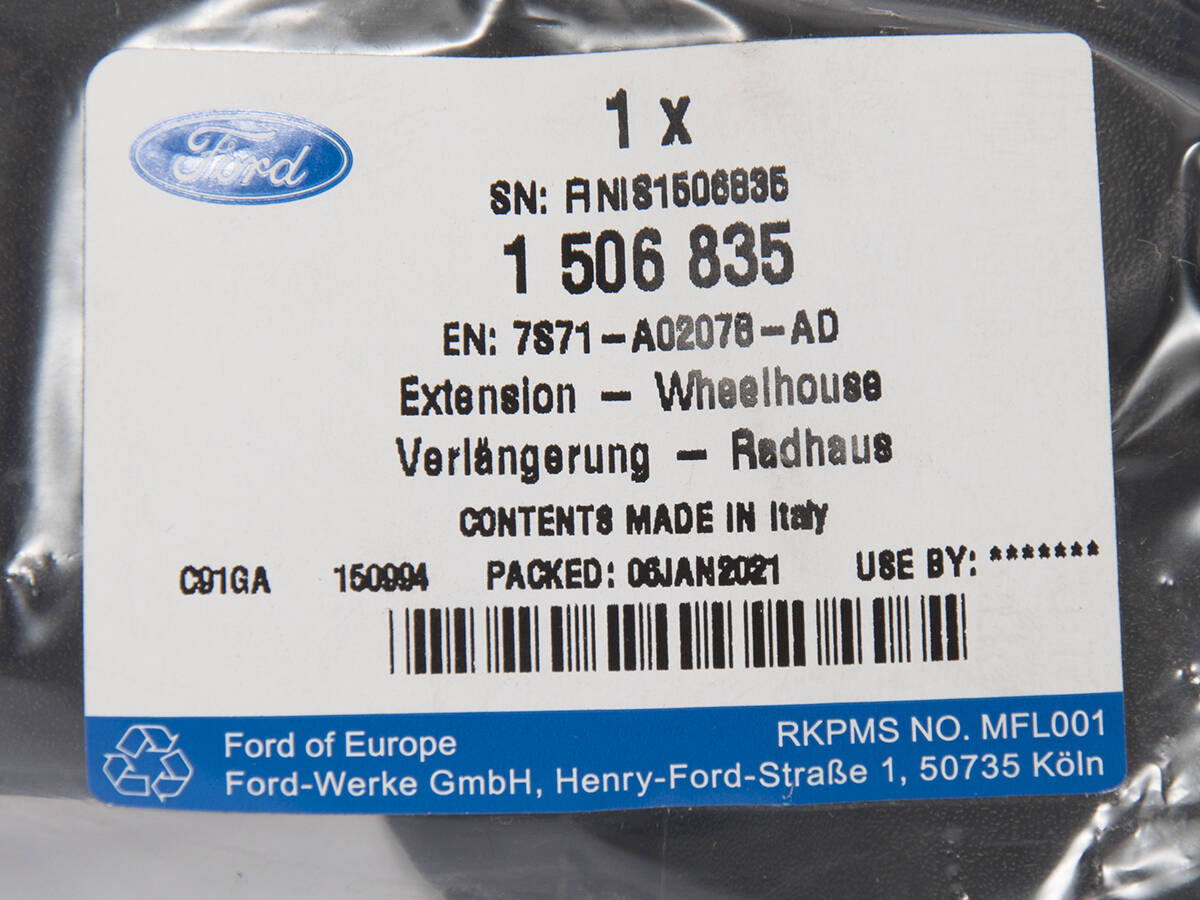 Ford
1 x
SN: RNIS1506835
1 506 835
EN: 7S71-A02078-AD
Extension - Wheelhouse
Verlängerung - Radhaus
CONTENTS MADE IN Italy
C91GA 150994 PACKED: 06JAN2021 USE BY: *******
Ford of Europe
RKPMS NO. MFL001
Ford-Werke GmbH, Henry-Ford-Straße 1, 50735 Köln